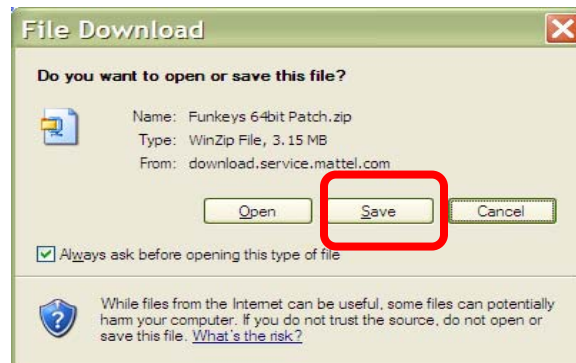 File Download
Do you want to open or save this file?
Name: Funkeys 64bit Patch.zip
Type: WinZip File, 3.15 MB
From: download.service.mattel.com
Open Save Cancel
Always ask before opening this type of file
While files from the Internet can be useful, some files can potentially
harm your computer. If you do not trust the source, do not open or
save this file. What's the risk?